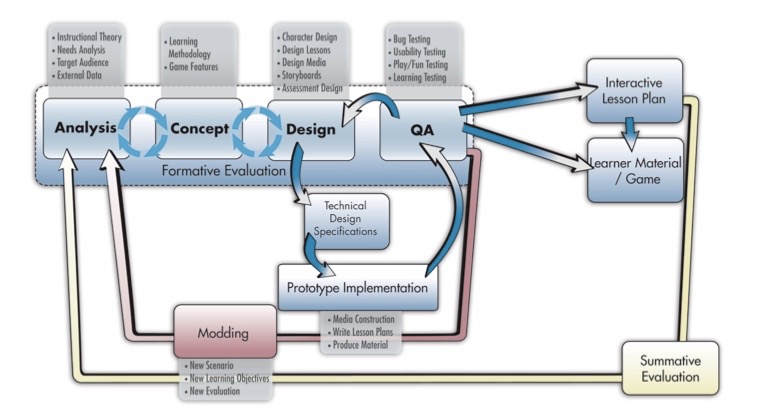 • Instructional Theory
• Needs Analysis
• Target Audience
• External Data
• Learning
Methodology
• Game Features
• Character Design
• Design Lessons
• Design Media
• Storyboards
• Assessment Design
• Bug Testing
• Usability Testing
• Play/Fun Testing
• Learning Testing
Analysis
Concept
Design
QA
Formative Evaluation
Interactive
Lesson Plan
Learner Material
/ Game
Technical
Design
Specifications
Prototype Implementation
• Media Construction
• Write Lesson Plans
• Produce Material
Modding
• New Scenario
• New Learning Objectives
• New Evaluation
Summative
Evaluation